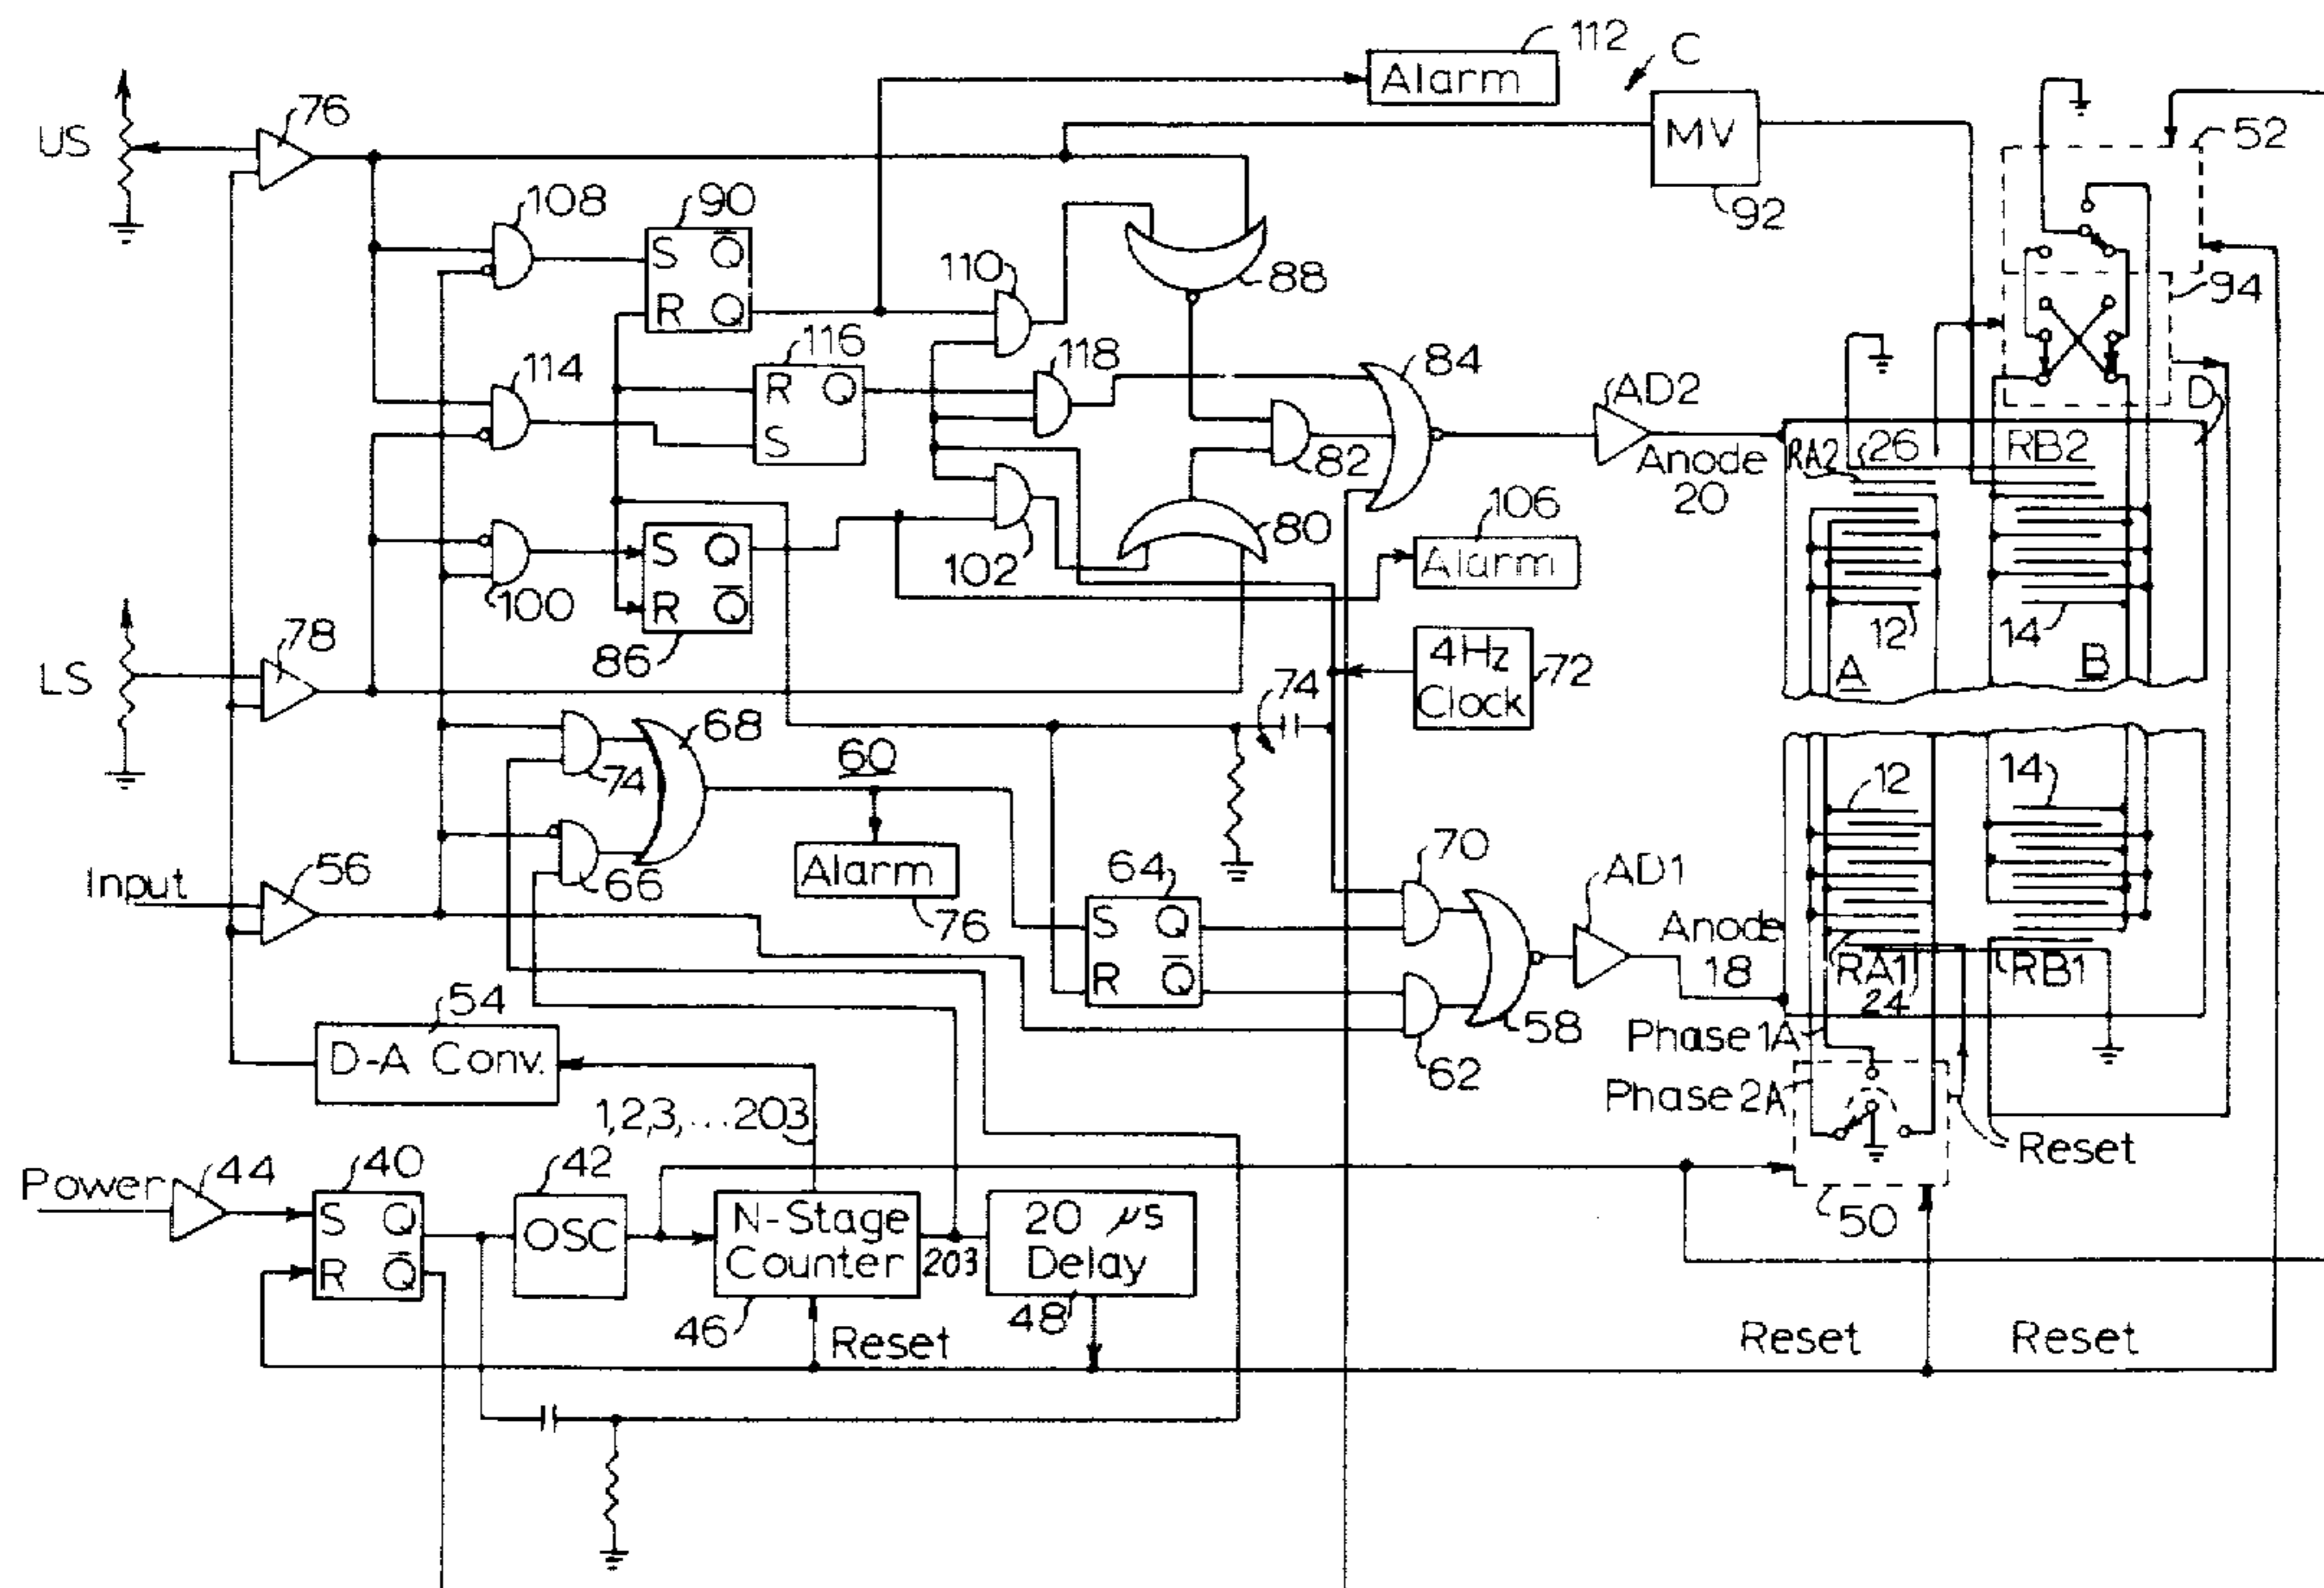 112
Alarm
C
US
76
MV
92
52
108
90
S Q̅
R Q
110
88
94
114
116
R Q
S
118
84
AD2
Anode
20
D
RA2
26
RB2
82
80
102
106
Alarm
100
S Q
R Q̅
86
12
14
A
B
LS
78
4Hz
Clock
72
74
68
60
74
66
12
14
Input
56
Alarm
76
64
S Q
R Q̅
70
AD1
Anode
18
RA1
24
RB1
58
62
54
D-A Conv.
Phase 1A
Phase 2A
1,2,3,...203
Reset
50
Power
44
40
S Q
R Q̅
42
OSC
N-Stage
Counter
46
203
20 μs
Delay
48
Reset
Reset
Reset